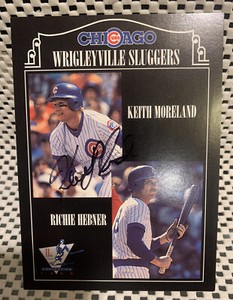 CHICAGO
WRIGLEYVILLE SLUGGERS
KEITH MORELAND
RICHIE HEBNER